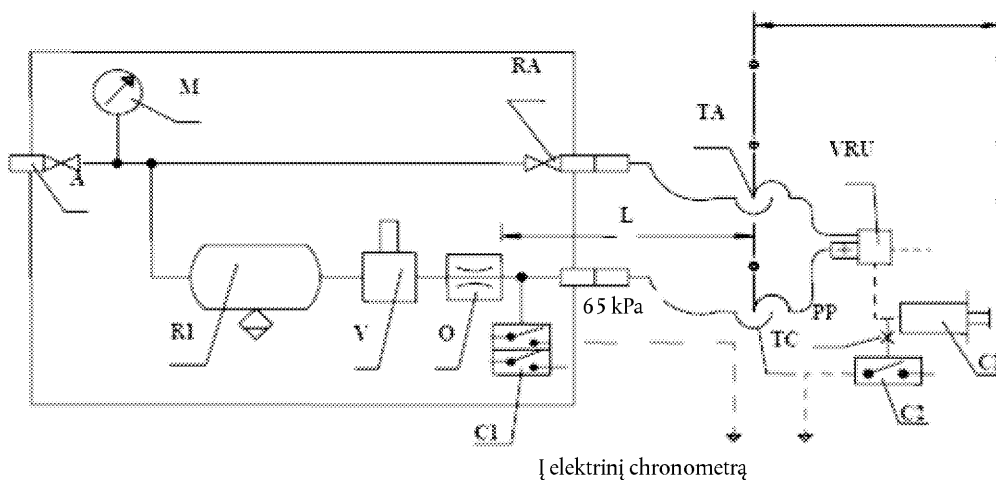 M
RA
TA
VRU
A
L
65 kPa
R1
V
O
PP
TC
C1
C2
Į elektrinį chronometrą